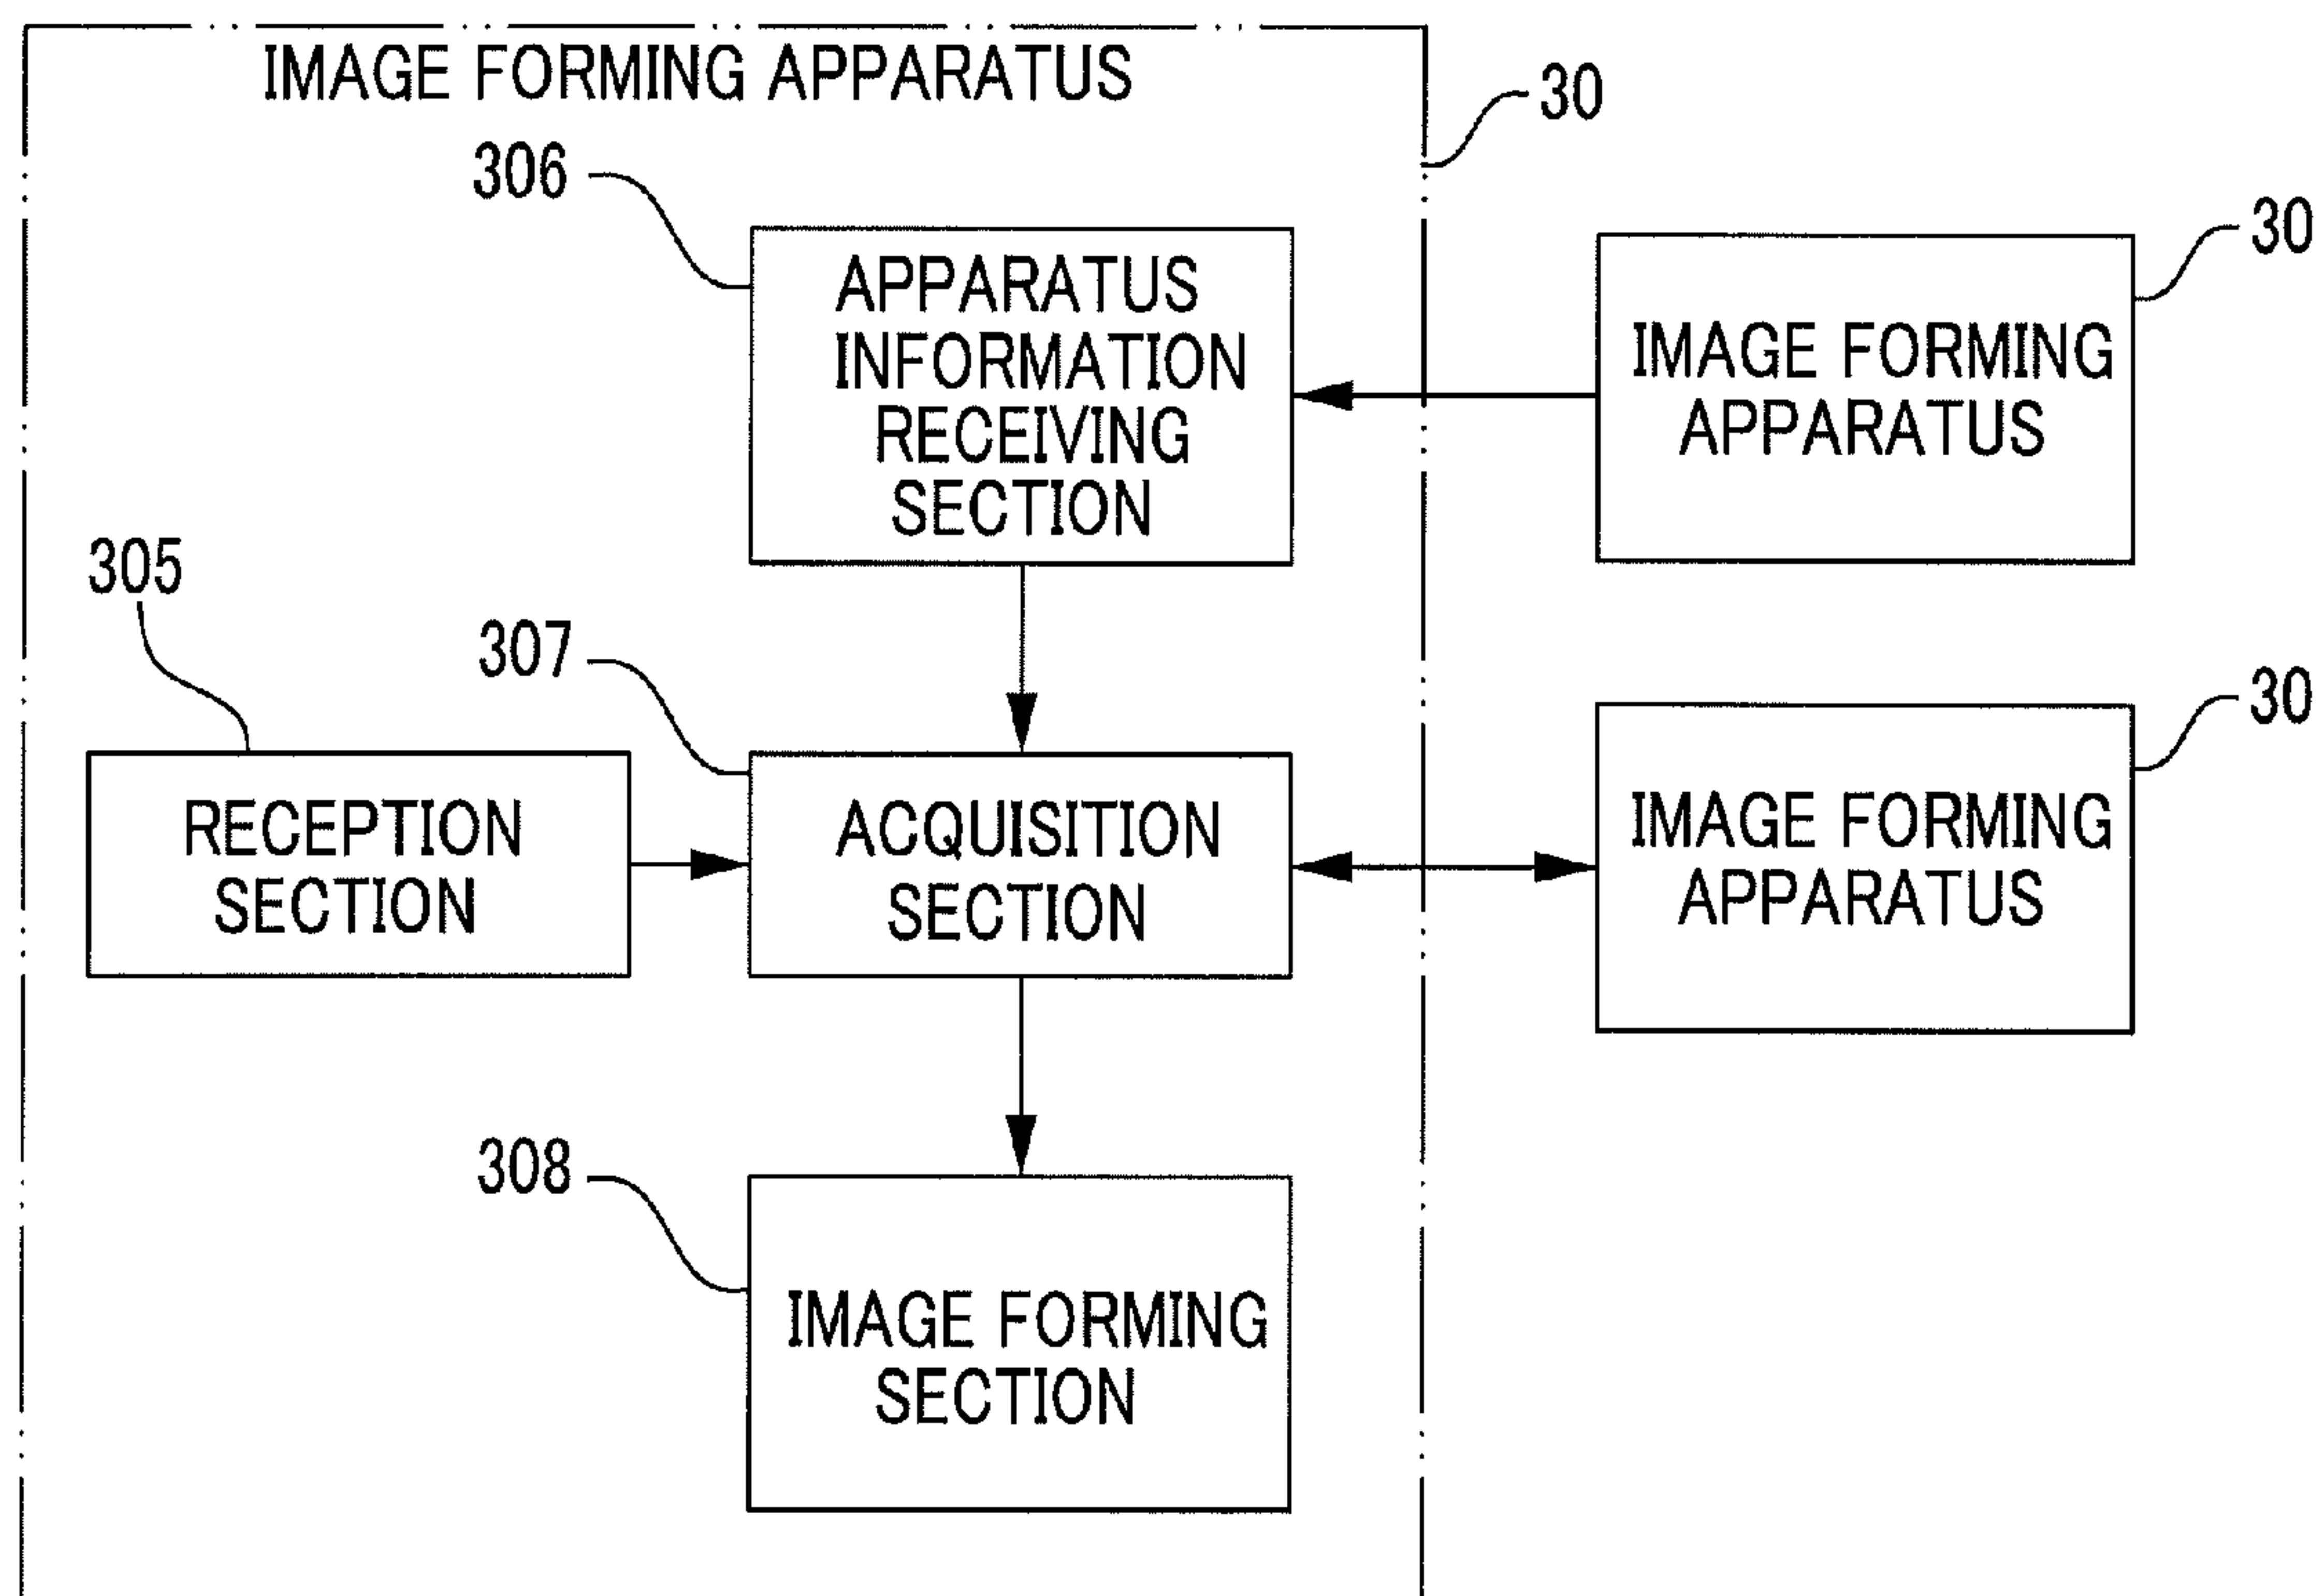 IMAGE FORMING APPARATUS
30
306
APPARATUS
INFORMATION
RECEIVING
SECTION
30
IMAGE FORMING
APPARATUS
305
RECEPTION
SECTION
307
ACQUISITION
SECTION
30
IMAGE FORMING
APPARATUS
308
IMAGE FORMING
SECTION